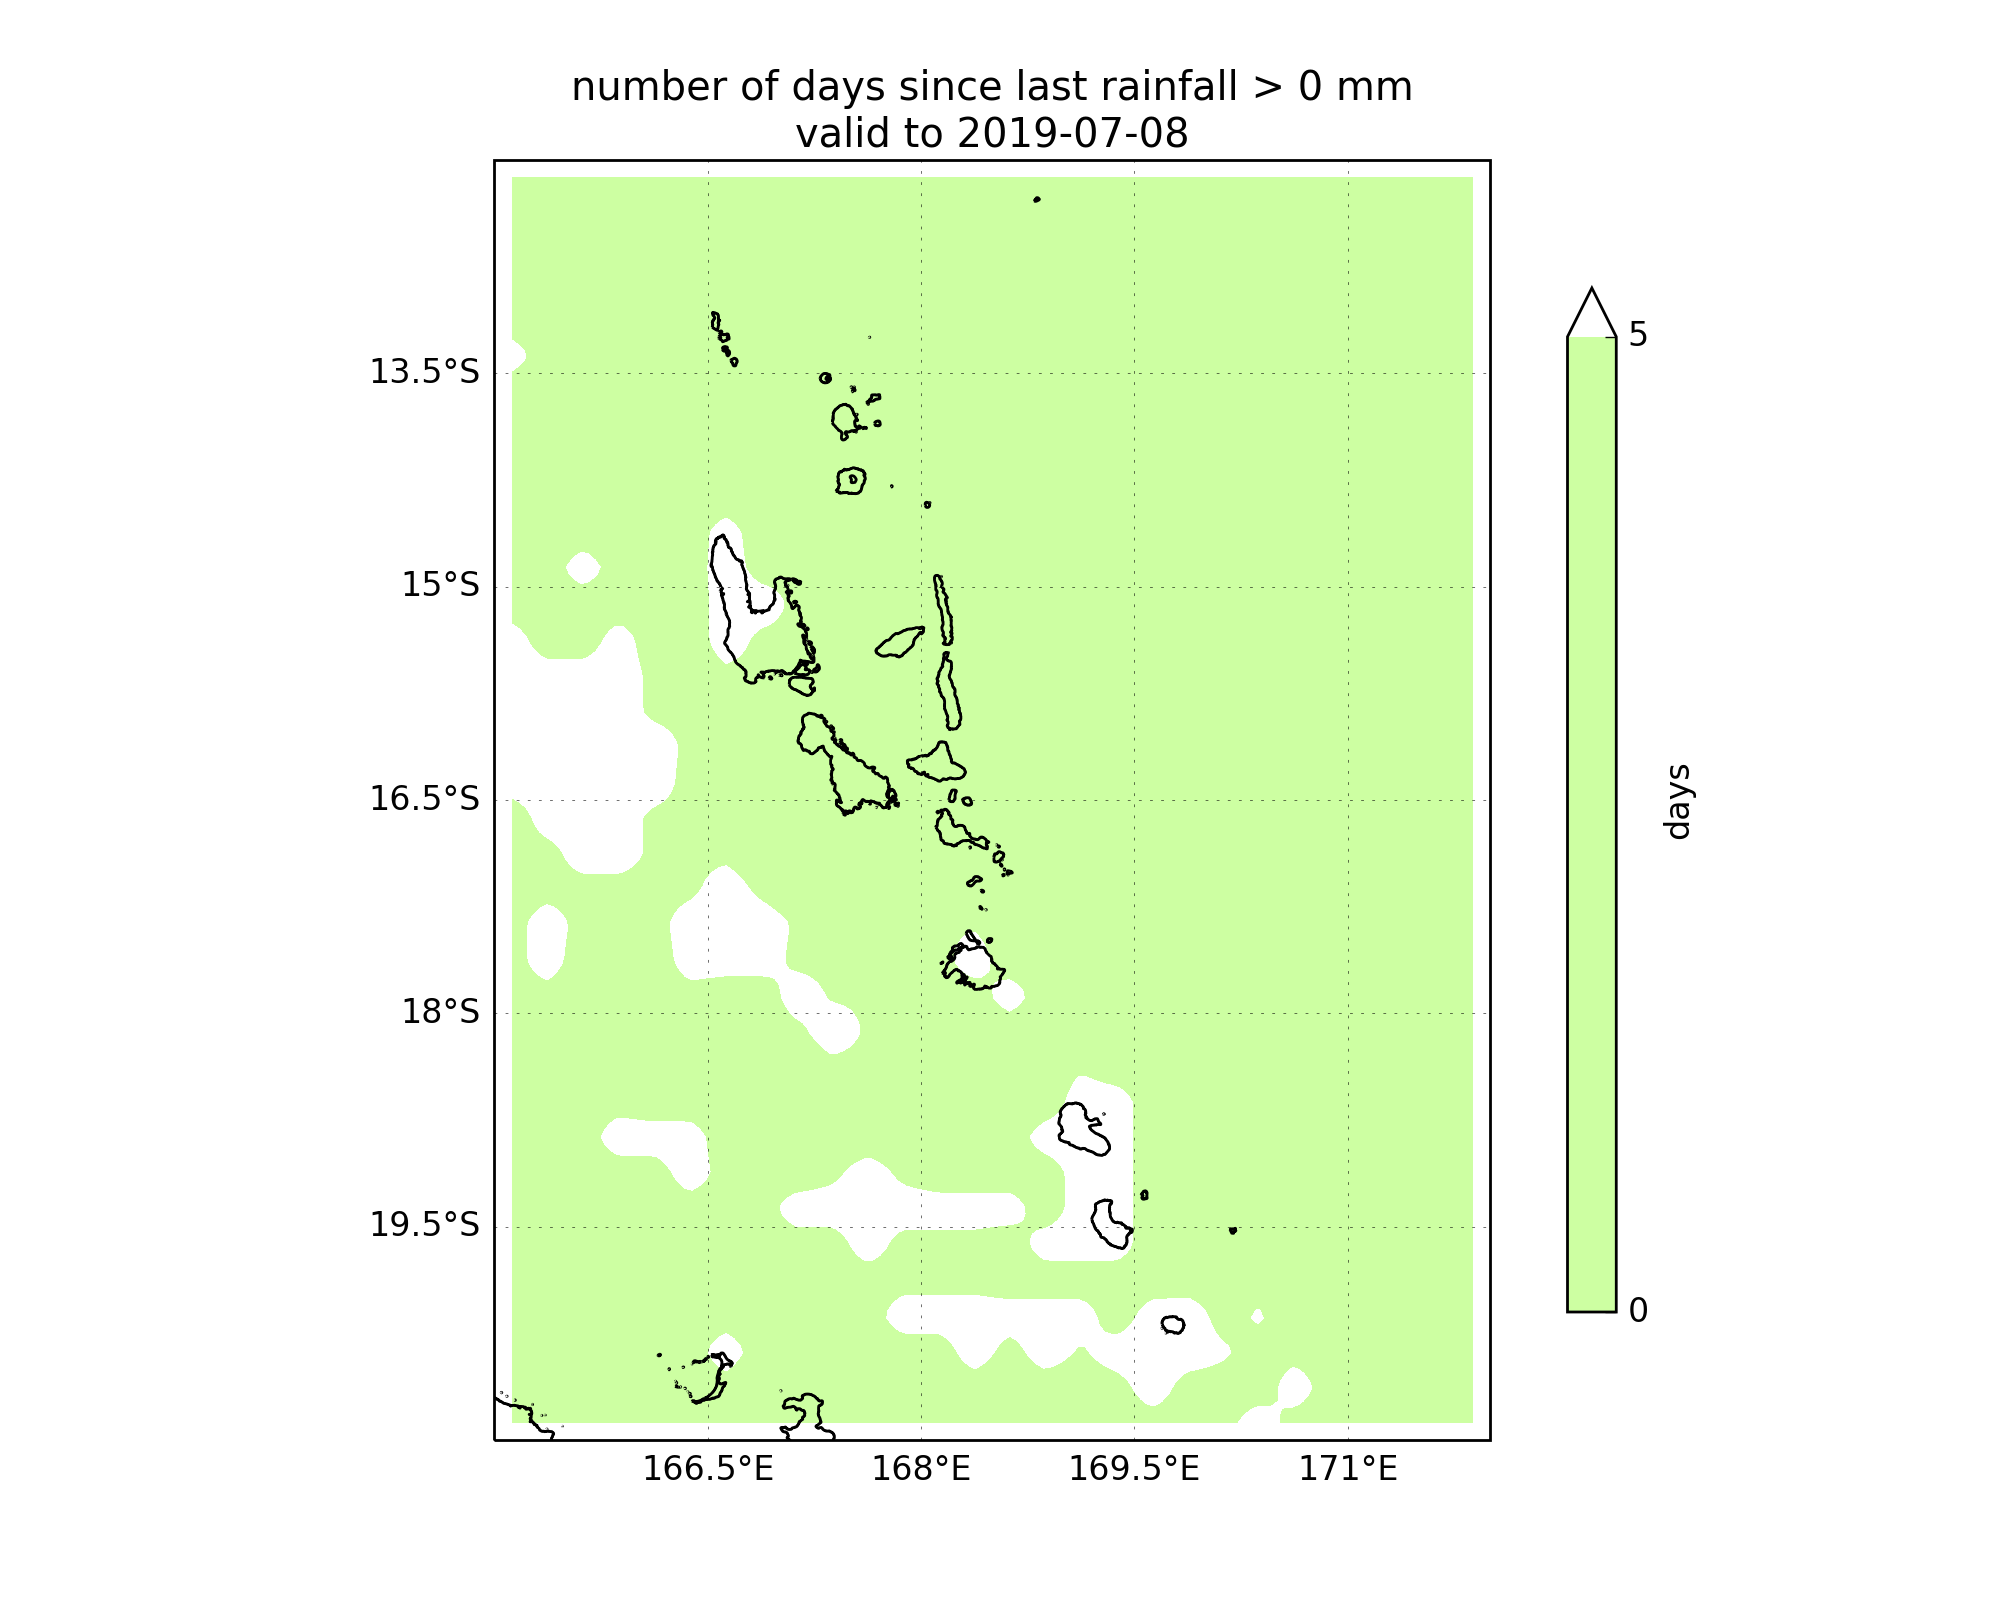 number of days since last rainfall > 0 mm
valid to 2019-07-08
13.5°S
15°S
16.5°S
18°S
19.5°S
166.5°E
168°E
169.5°E
171°E
5
days
0